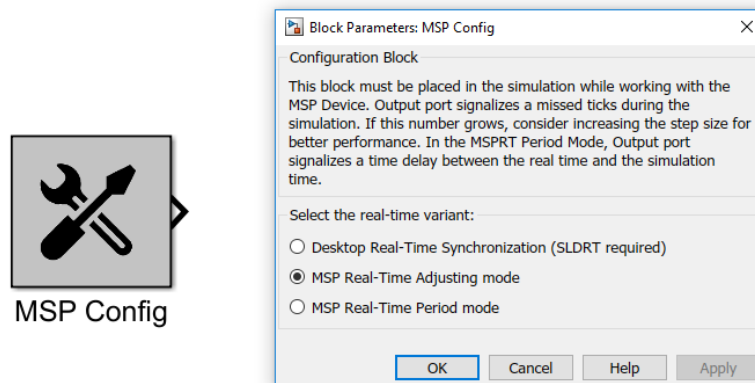 Block Parameters: MSP Config
Configuration Block
This block must be placed in the simulation while working with the
MSP Device. Output port signalizes a missed ticks during the
simulation. If this number grows, consider increasing the step size for
better performance. In the MSPRT Period Mode, Output port
signalizes a time delay between the real time and the simulation
time.
Select the real-time variant:
Desktop Real-Time Synchronization (SLDRT required)
MSP Real-Time Adjusting mode
MSP Real-Time Period mode
OK Cancel Help Apply
MSP Config